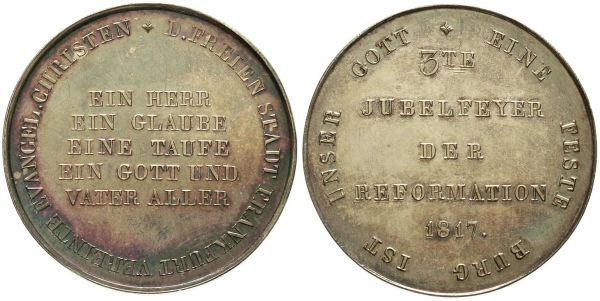 D. FREIEN STADT FRANKFURT VEREINTE EVANGEL. CHRISTEN
EIN HERR
EIN GLAUBE
EINE TAUFE
EIN GOTT UND
VATER ALLER
EINE FESTE BURG IST UNSER GOTT
3TE
JUBELFEYER
DER
REFORMATION
1817.